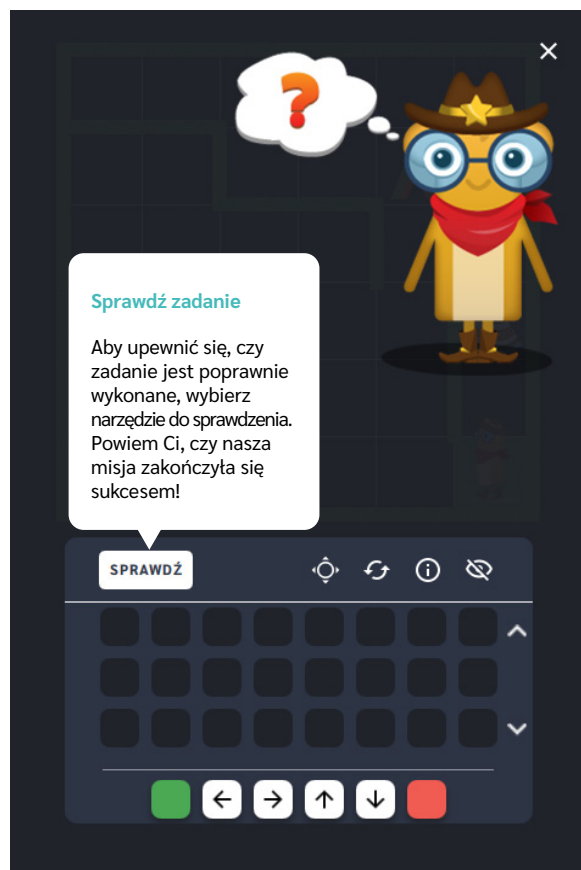 ?
Sprawdź zadanie
Aby upewnić się, czy
zadanie jest poprawnie
wykonane, wybierz
narzędzie do sprawdzenia.
Powiem Ci, czy nasza
misja zakończyła się
sukcesem!
SPRAWDŹ